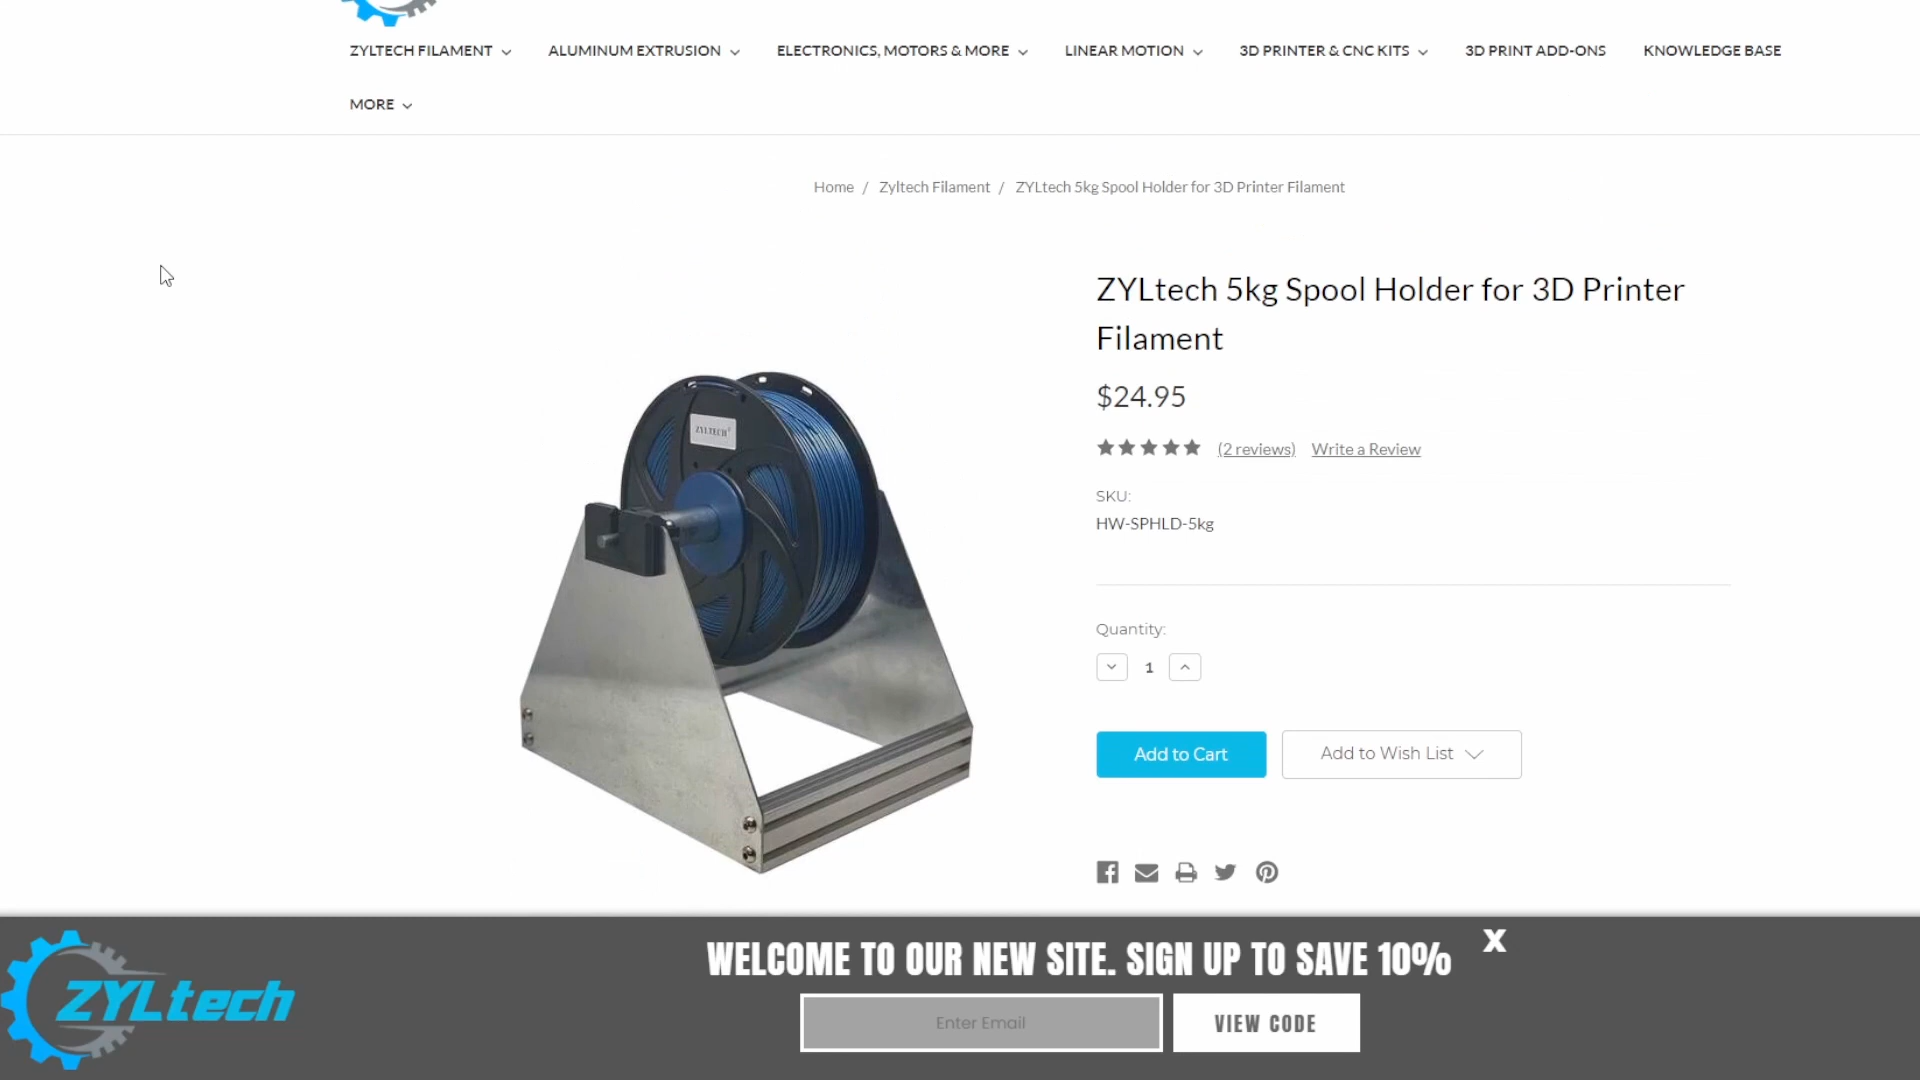 ZYLTECH FILAMENT
ALUMINUM EXTRUSION
ELECTRONICS, MOTORS & MORE
LINEAR MOTION
3D PRINTER & CNC KITS
3D PRINT ADD-ONS
KNOWLEDGE BASE
MORE
Home / Zyltech Filament / ZYLtech 5kg Spool Holder for 3D Printer Filament
ZYLTECH
ZYLtech 5kg Spool Holder for 3D Printer
Filament
$24.95
(2 reviews) Write a Review
SKU:
HW-SPHLD-5kg
Quantity:
1
Add to Cart
Add to Wish List
WELCOME TO OUR NEW SITE. SIGN UP TO SAVE 10%
X
ZYLtech
Enter Email
VIEW CODE